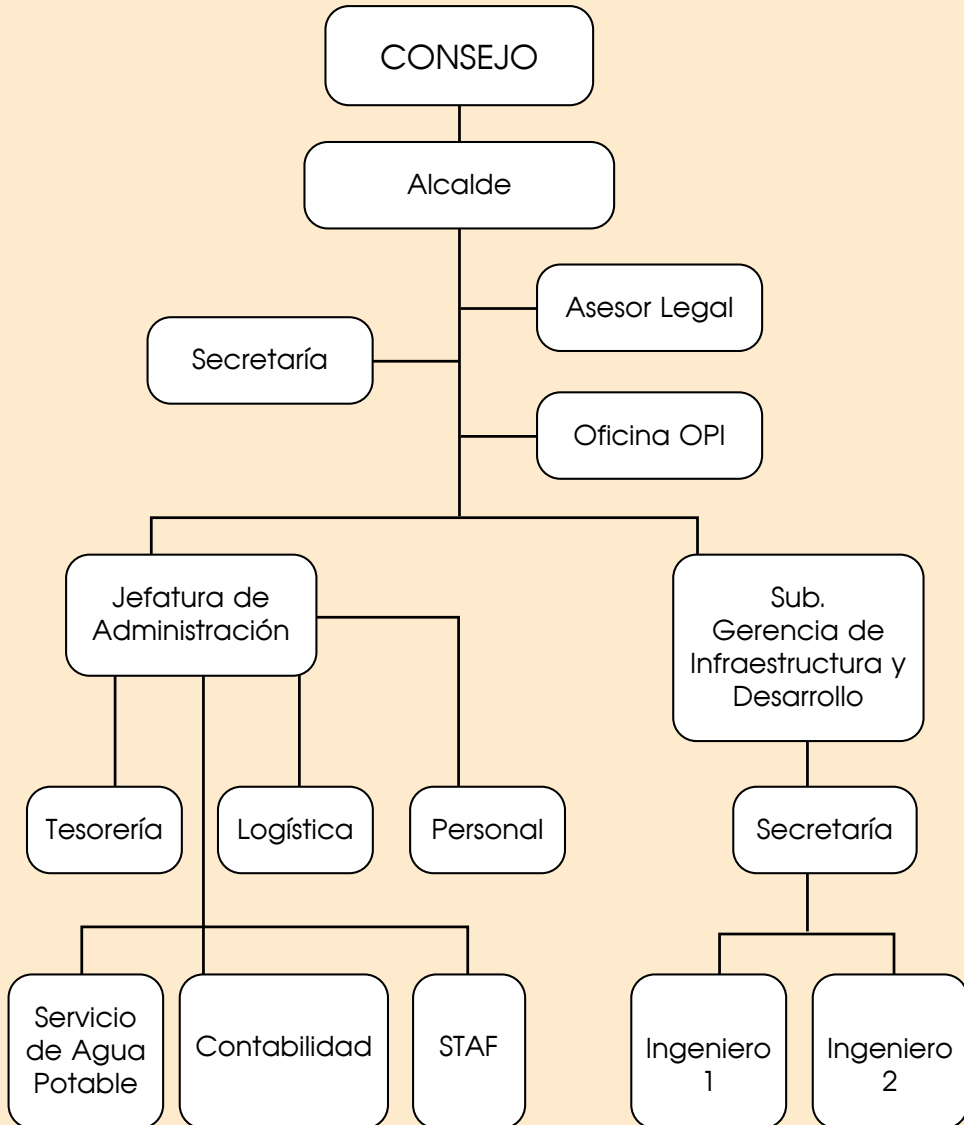 CONSEJO
Alcalde
Asesor Legal
Secretaría
Oficina OPI
Jefatura de
Administración
Sub.
Gerencia de
Infraestructura y
Desarrollo
Tesorería
Logística
Personal
Secretaría
Servicio
de Agua
Potable
Contabilidad
STAF
Ingeniero
1
Ingeniero
2